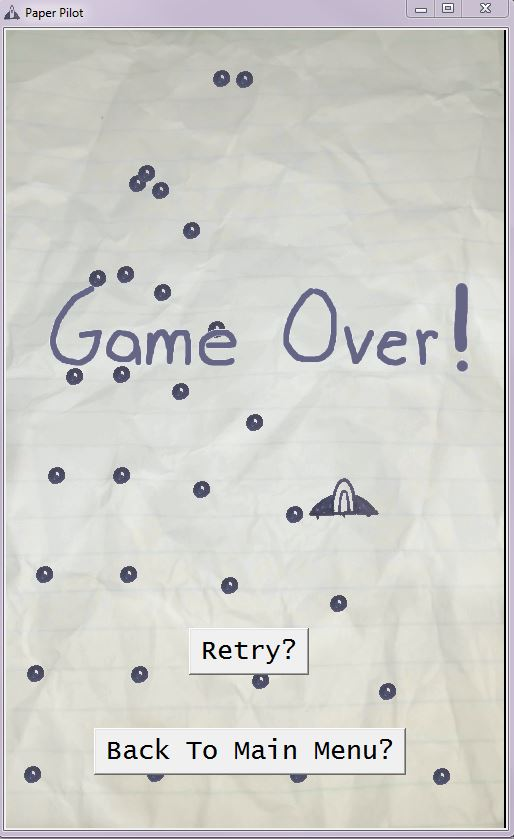 Paper Pilot
Game Over!
Retry?
Back To Main Menu?